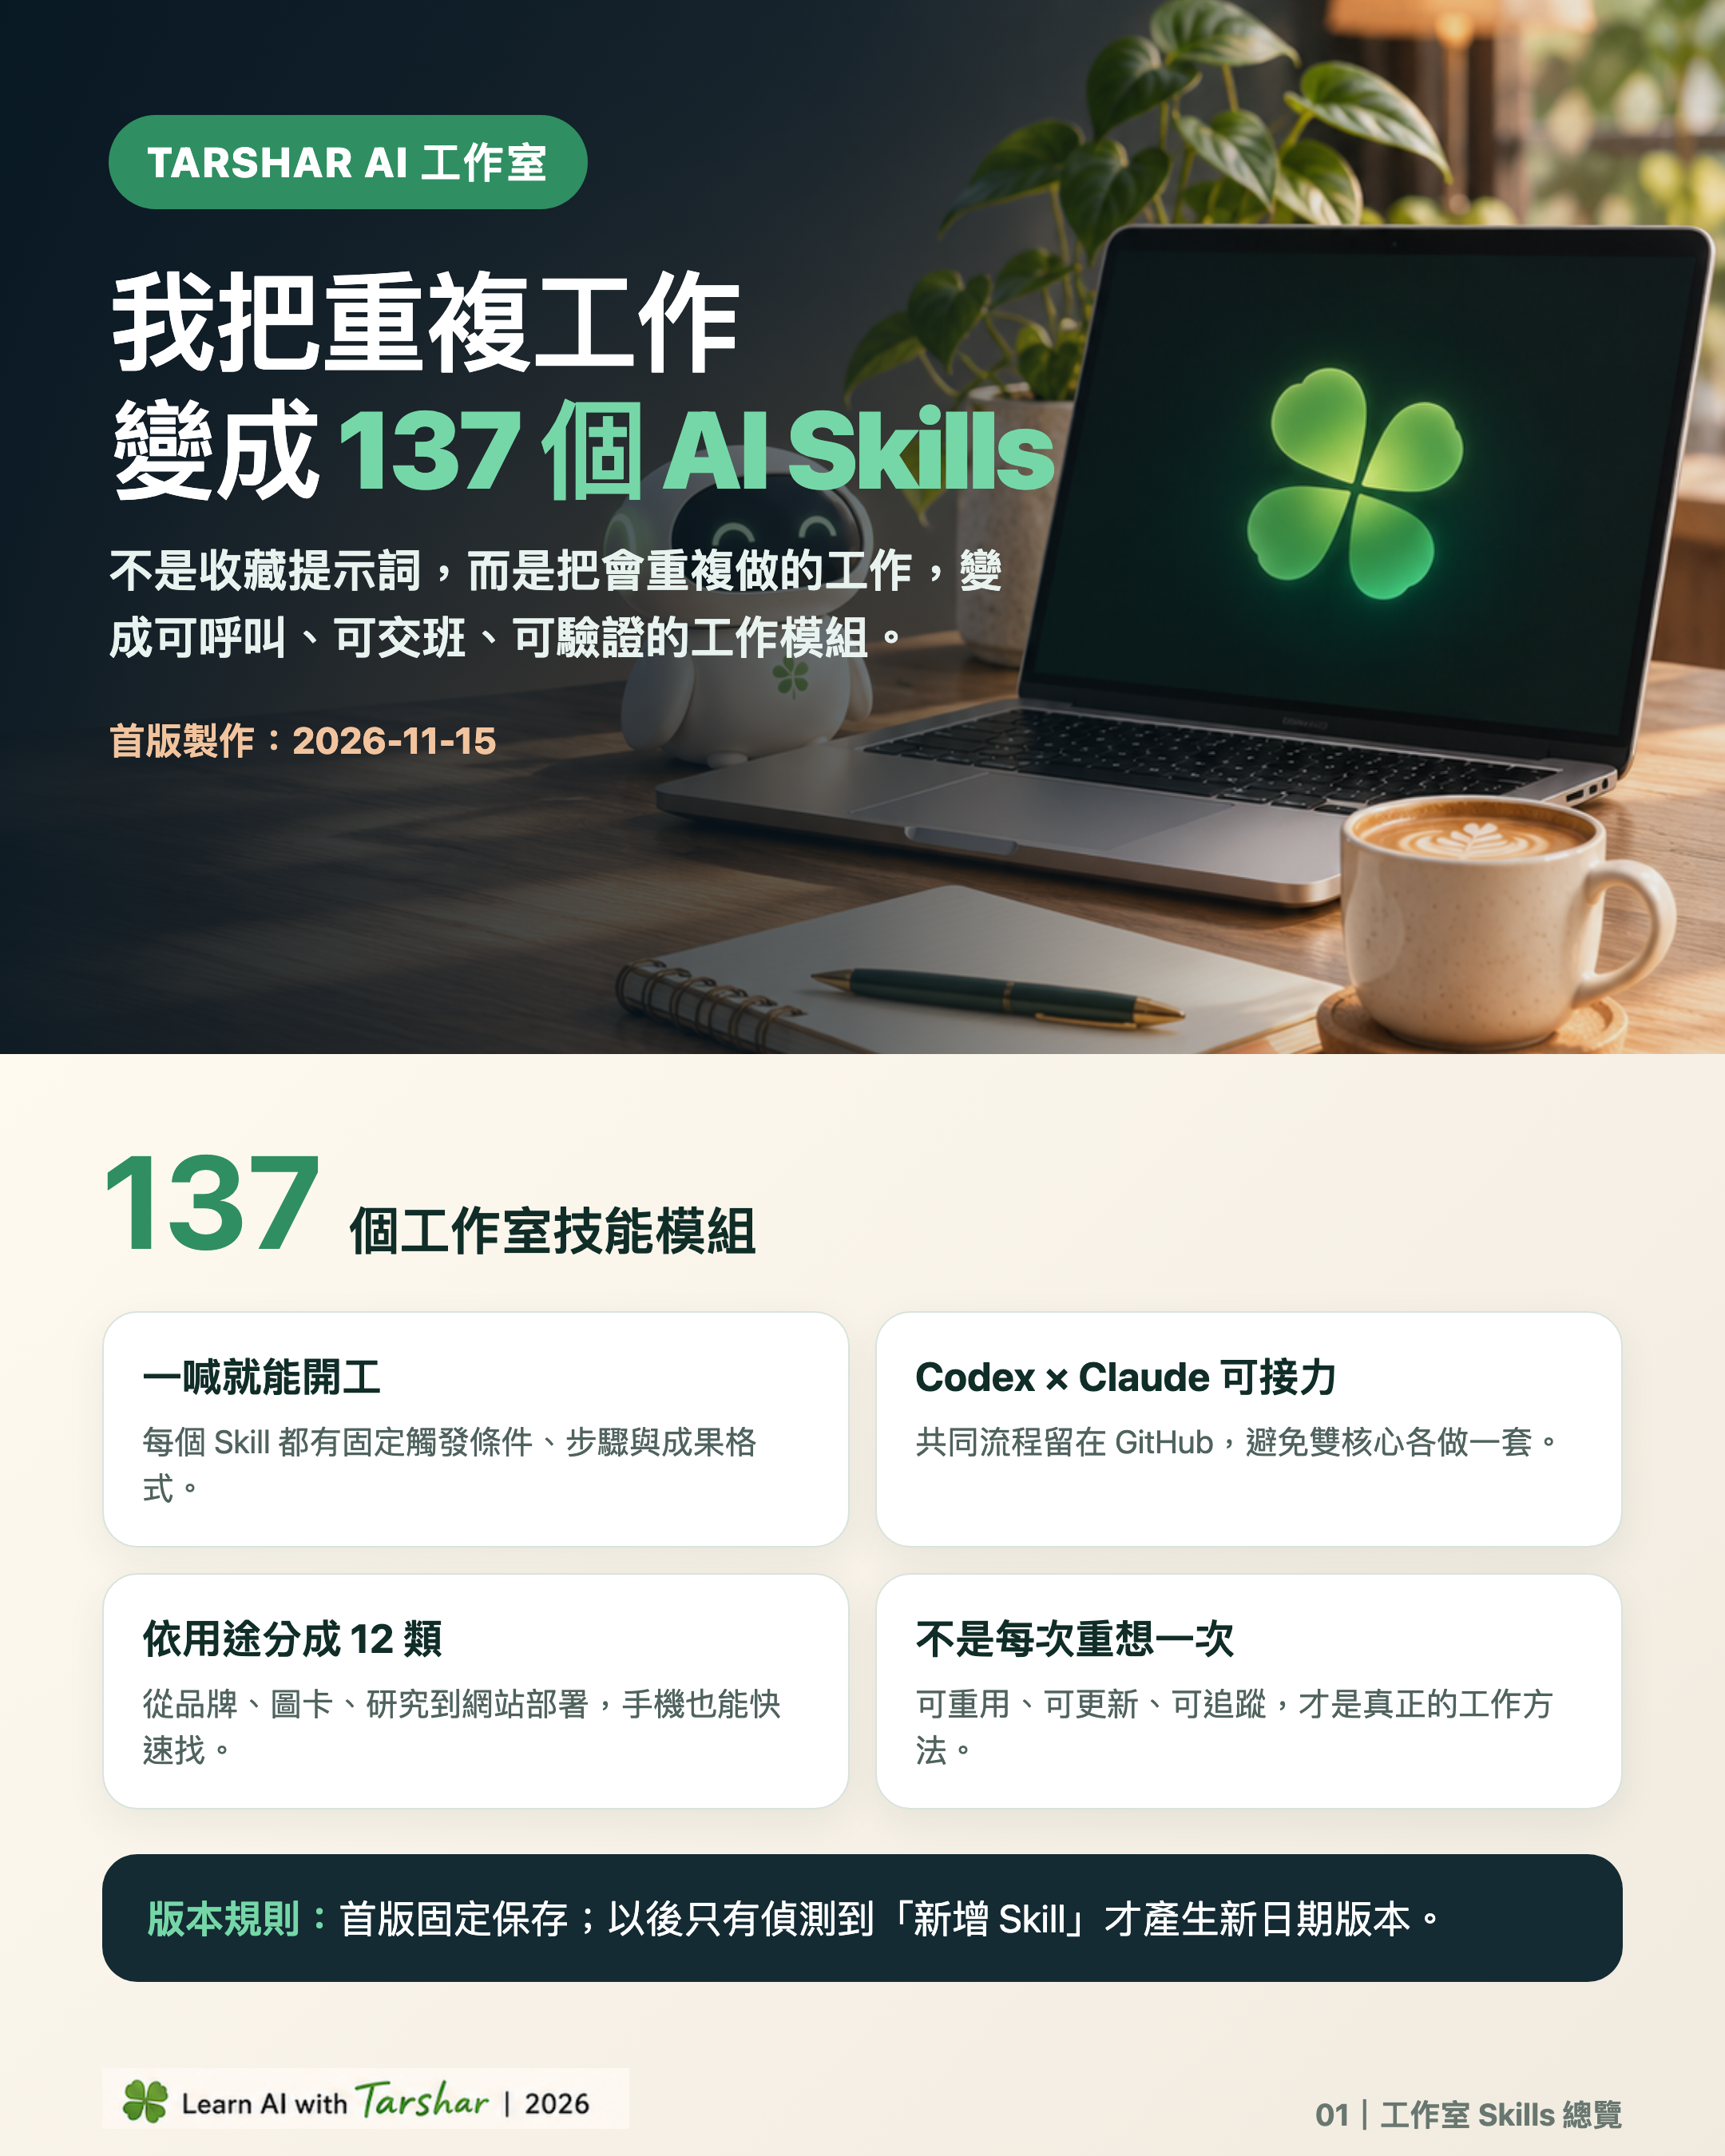 TARSHAR AI 工作室
我把重複工作
變成 137 個 AI Skills
不是收藏提示詞，而是把會重複做的工作，變
成可呼叫、可交班、可驗證的工作模組。
首版製作：2026-11-15
137 個工作室技能模組
一喊就能開工
每個 Skill 都有固定觸發條件、步驟與成果格
式。
Codex × Claude 可接力
共同流程留在 GitHub，避免雙核心各做一套。
依用途分成 12 類
從品牌、圖卡、研究到網站部署，手機也能快
速找。
不是每次重想一次
可重用、可更新、可追蹤，才是真正的工作方
法。
版本規則：首版固定保存；以後只有偵測到「新增 Skill」才產生新日期版本。
Learn AI with Tarshar | 2026
01｜工作室 Skills 總覽